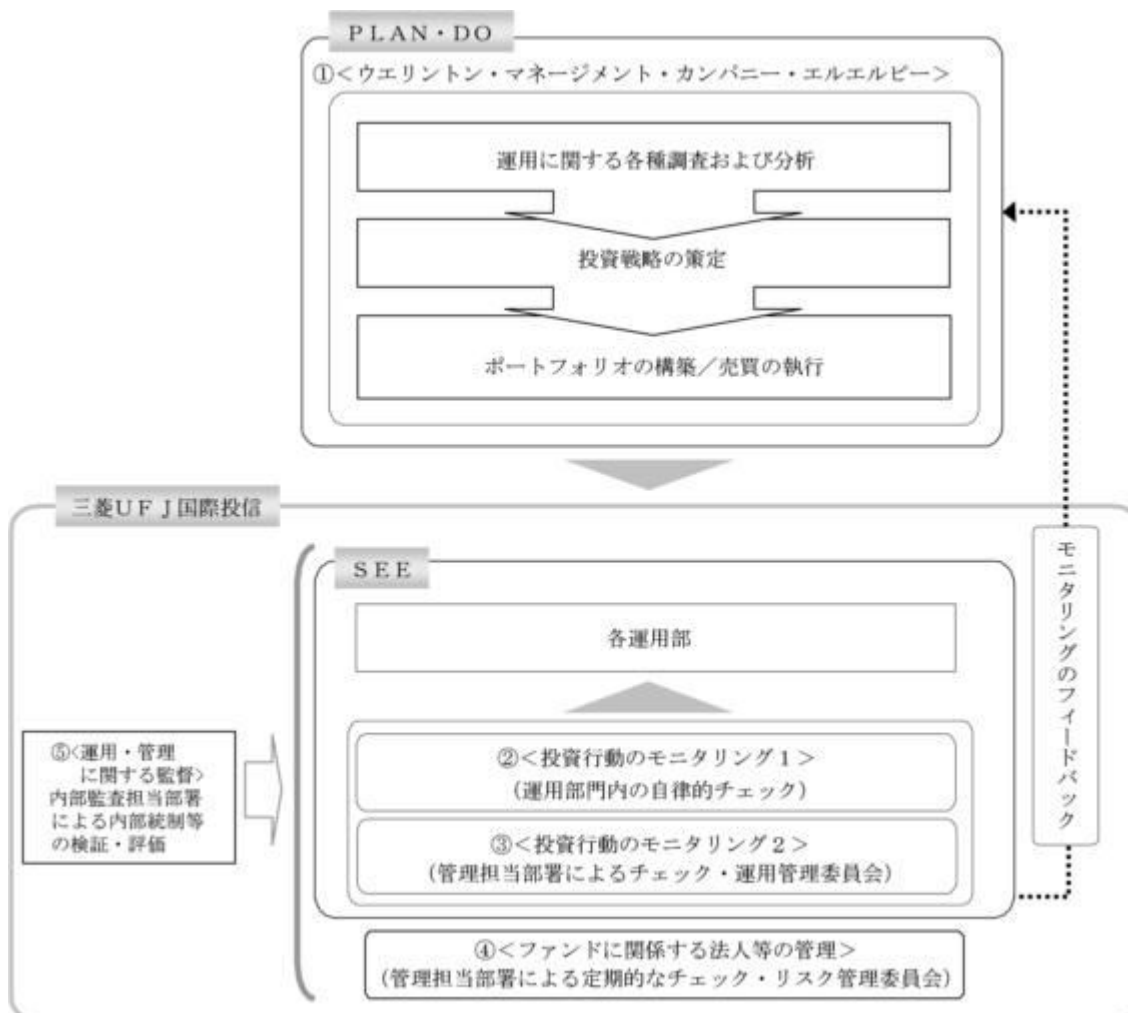 ＰＬＡＮ・ＤＯ
①＜ウエリントン・マネージメント・カンパニー・エルエルピー＞
運用に関する各種調査および分析
投資戦略の策定
ポートフォリオの構築／売買の執行
三菱ＵＦＪ国際投信
ＳＥＥ
各運用部
②＜投資行動のモニタリング１＞
（運用部門内の自律的チェック）
③＜投資行動のモニタリング２＞
（管理担当部署によるチェック・運用管理委員会）
④＜ファンドに関係する法人等の管理＞
（管理担当部署による定期的なチェック・リスク管理委員会）
⑤＜運用・管理
に関する監督＞
内部監査担当部署
による内部統制等
の検証・評価
モニタリングのフィードバック